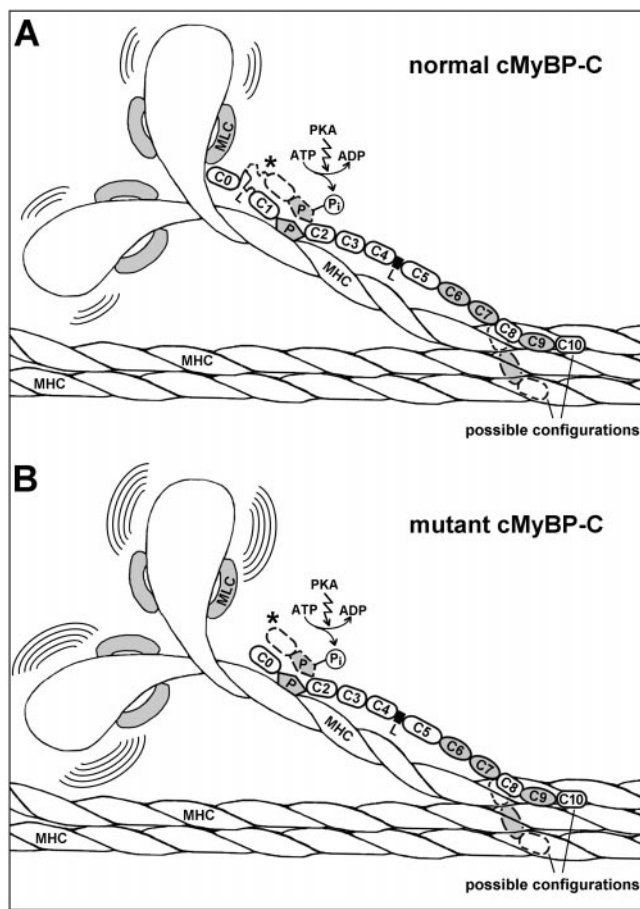 A
normal cMyBP-C
PKA
ATP ADP
*
MLC
P
Pi
C0
L
C1
P
C2
C3
C4
L
C5
C6
C7
C8
C9
C10
MHC
MHC
MHC
possible configurations
B
mutant cMyBP-C
PKA
ATP ADP
*
MLC
P
Pi
C0
P
C2
C3
C4
L
C5
C6
C7
C8
C9
C10
MHC
MHC
MHC
possible configurations